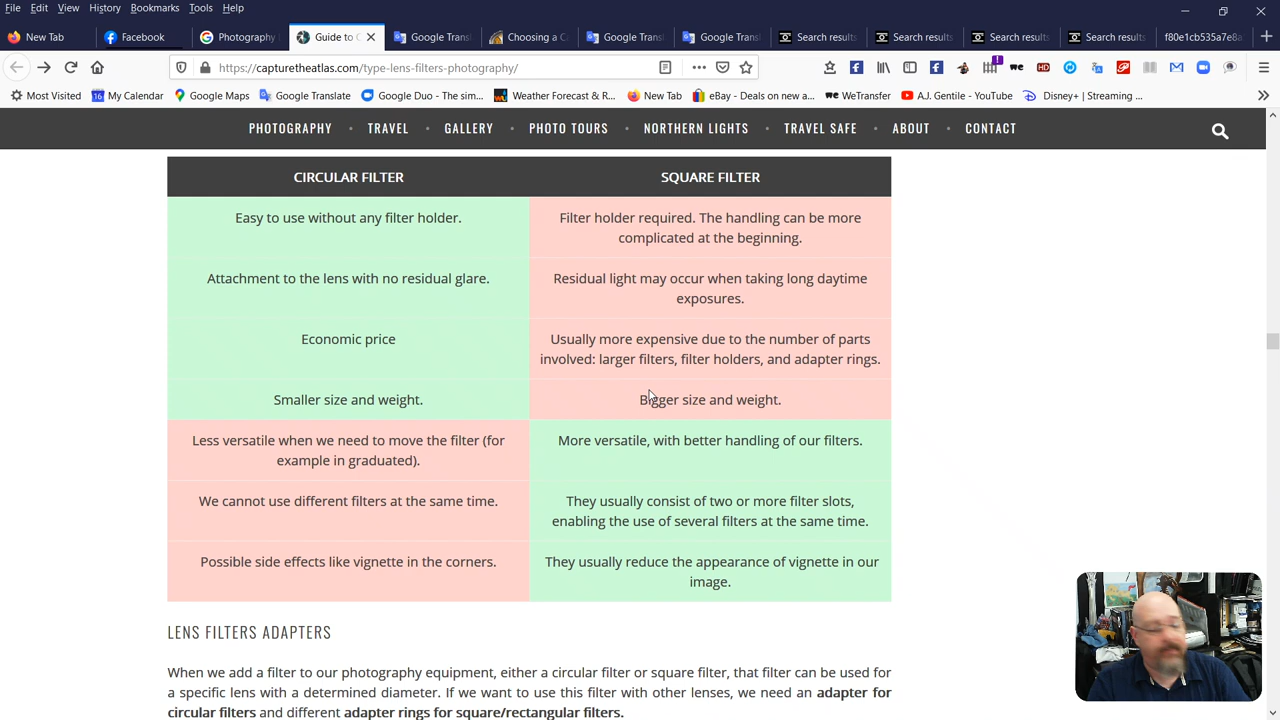 File Edit View History Bookmarks Tools Help
New Tab
Facebook
Photography
Guide to
Google Trans
Choosing a C
Google Trans
Google Trans
Search results
Search results
Search results
Search results
f80e1cb535a7e8a
https://capturetheatlas.com/type-lens-filters-photography/
Most Visited My Calendar Google Maps Google Translate Google Duo - The sim... Weather Forecast & R... New Tab eBay - Deals on new a... WeTransfer A.J. Gentile - YouTube Disney+ | Streaming ...
PHOTOGRAPHY • TRAVEL • GALLERY • PHOTO TOURS • NORTHERN LIGHTS • TRAVEL SAFE • ABOUT • CONTACT
CIRCULAR FILTER SQUARE FILTER
Easy to use without any filter holder.
Filter holder required. The handling can be more
complicated at the beginning.
Attachment to the lens with no residual glare.
Residual light may occur when taking long daytime
exposures.
Economic price
Usually more expensive due to the number of parts
involved: larger filters, filter holders, and adapter rings.
Smaller size and weight.
Bigger size and weight.
Less versatile when we need to move the filter (for
example in graduated).
More versatile, with better handling of our filters.
We cannot use different filters at the same time.
They usually consist of two or more filter slots,
enabling the use of several filters at the same time.
Possible side effects like vignette in the corners.
They usually reduce the appearance of vignette in our
image.
LENS FILTERS ADAPTERS
When we add a filter to our photography equipment, either a circular filter or square filter, that filter can be used for
a specific lens with a determined diameter. If we want to use this filter with other lenses, we need an adapter for
circular filters and different adapter rings for square/rectangular filters.